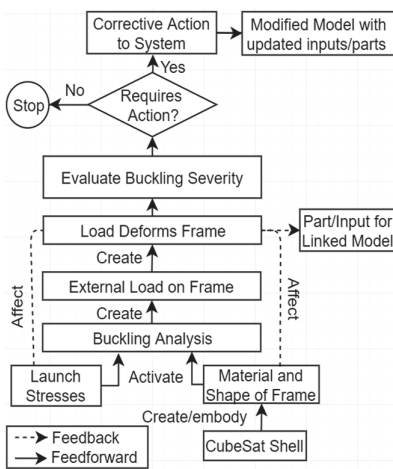 Corrective Action
to System
Modified Model with
updated inputs/parts
Yes
No
Stop
Requires
Action?
Evaluate Buckling Severity
Load Deforms Frame
Part/Input for
Linked Model
Create
External Load on Frame
Affect
Affect
Create
Buckling Analysis
Launch
Stresses
Activate
Material and
Shape of Frame
Create/embody
CubeSat Shell
Feedback
Feedforward